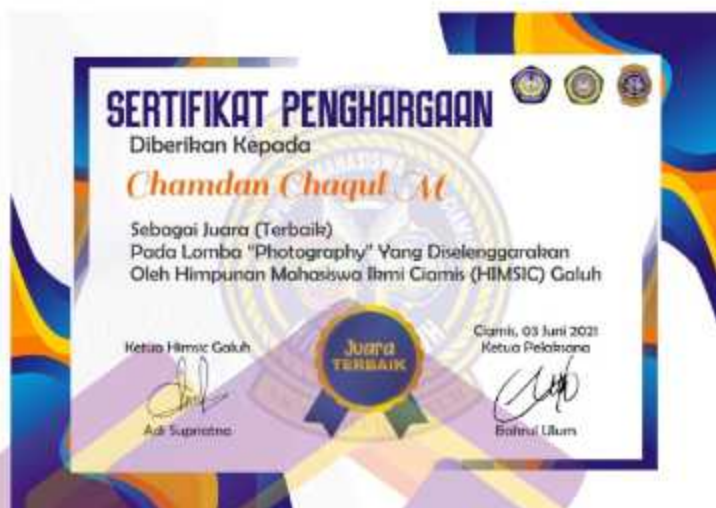 SERTIFIKAT PENGHARGAAN
Diberikan Kepada
Chamdan Chaqul M
Sebagai Juara (Terbaik)
Pada Lomba "Photography" Yang Diselenggarakan
Oleh Himpunan Mahasiswa Ikmi Ciamis (HIMSIC) Galuh
Ciamis, 03 Juni 2021
Ketua Himsic Galuh
Ketua Pelaksana
Juara
TERBAIK
Adi Supriatna
Bahrul Ulum